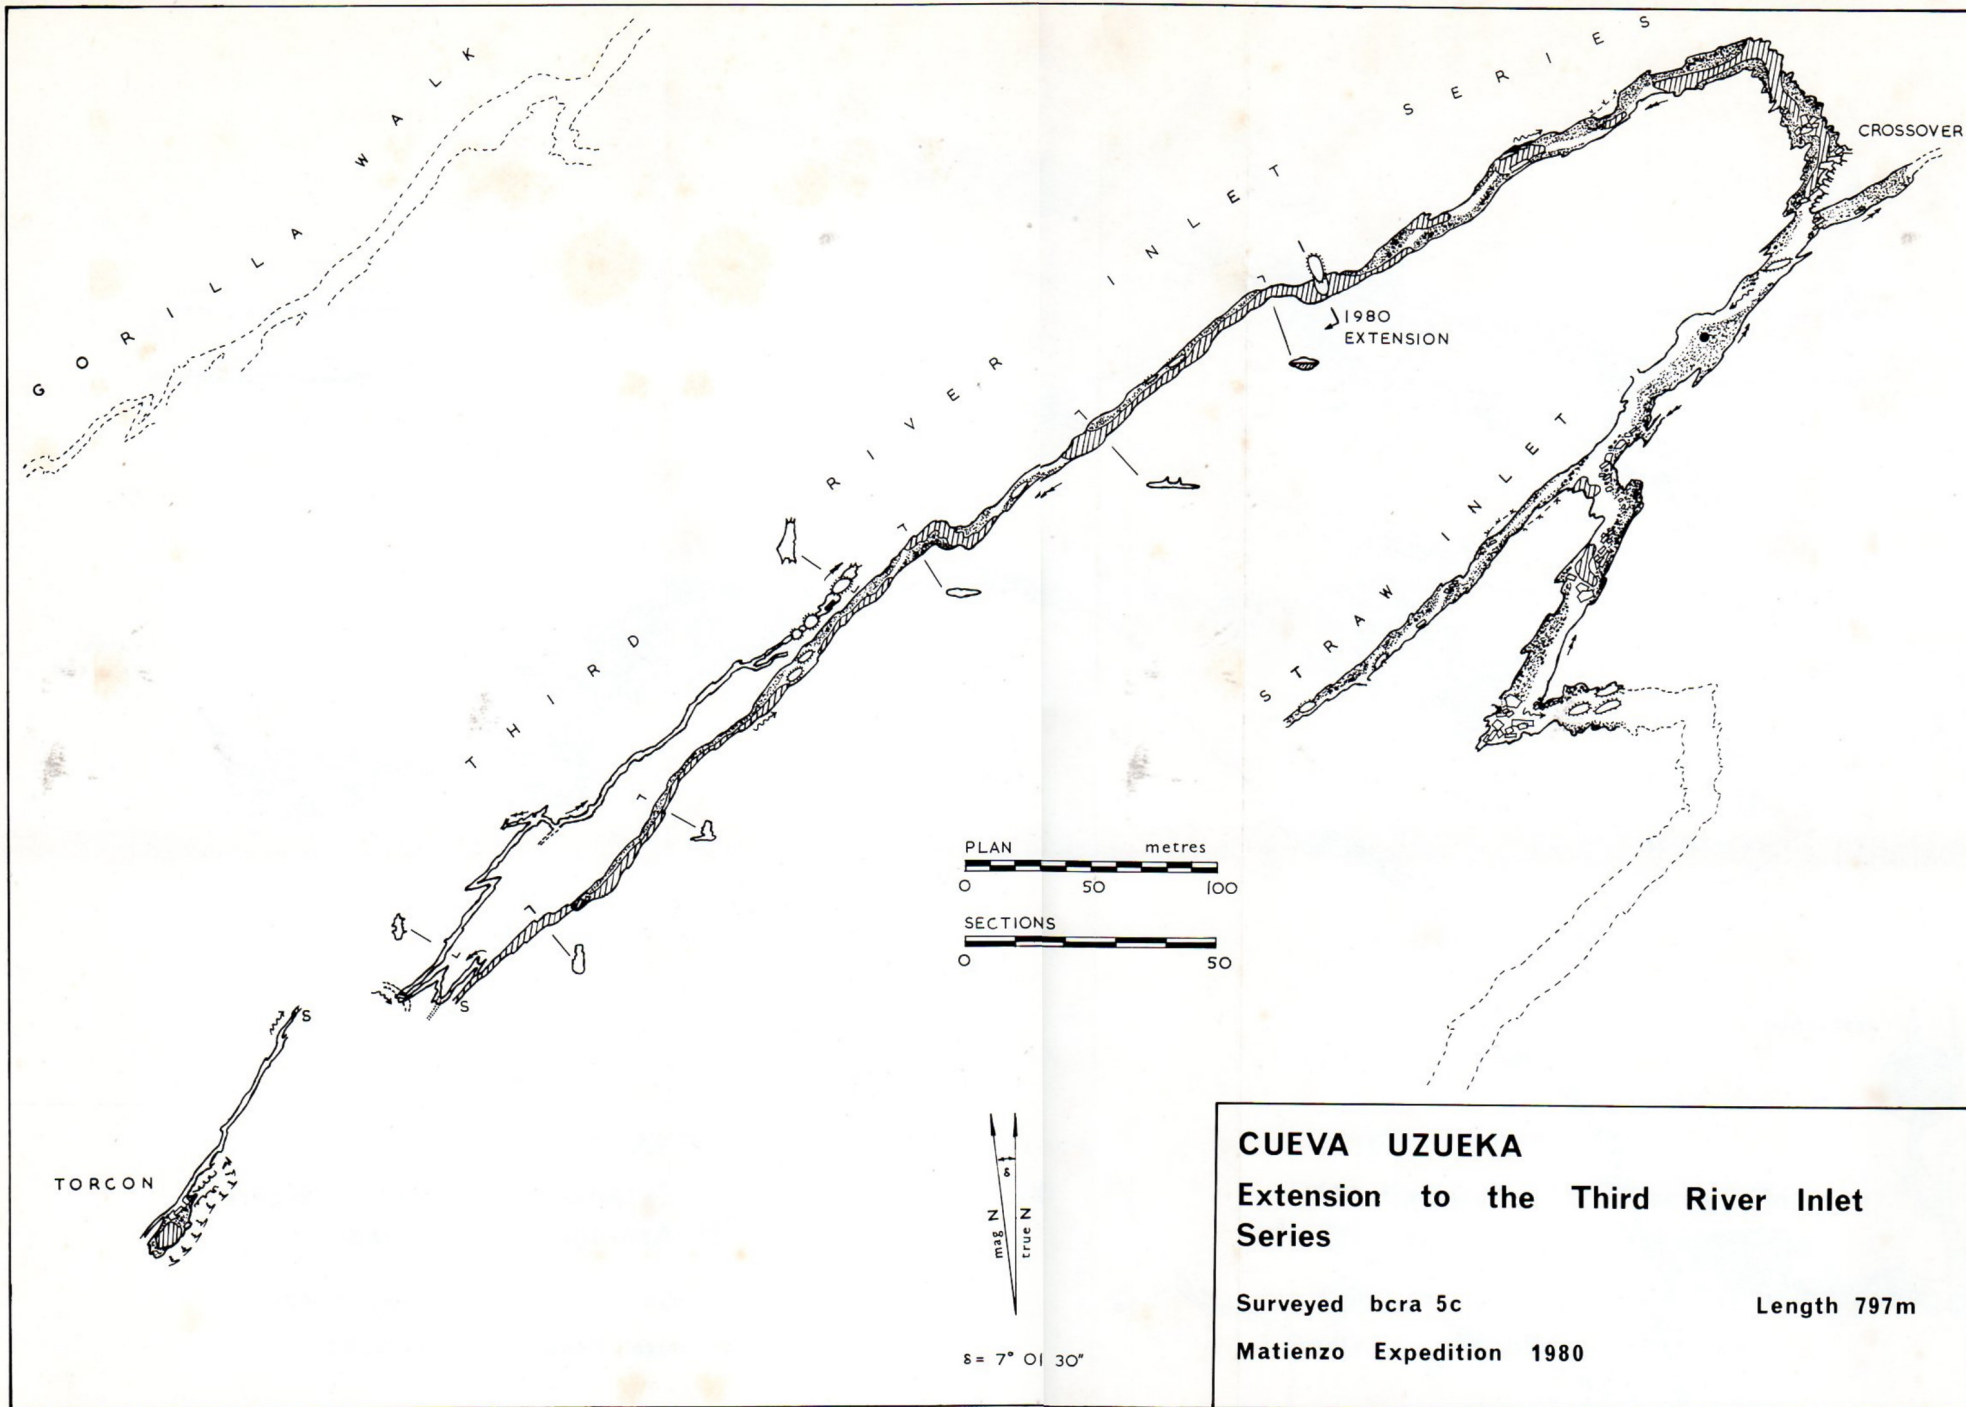 GORILLA WALK
THIRD RIVER INLET SERIES
CROSSOVER
1980
EXTENSION
STRAW INLET
S
S
TORCON
PLAN metres
0 50 100
SECTIONS
0 50
δ
mag N
true N
δ = 7° 01 30"
CUEVA UZUEKA
Extension to the Third River Inlet
Series
Surveyed bcra 5c Length 797m
Matienzo Expedition 1980